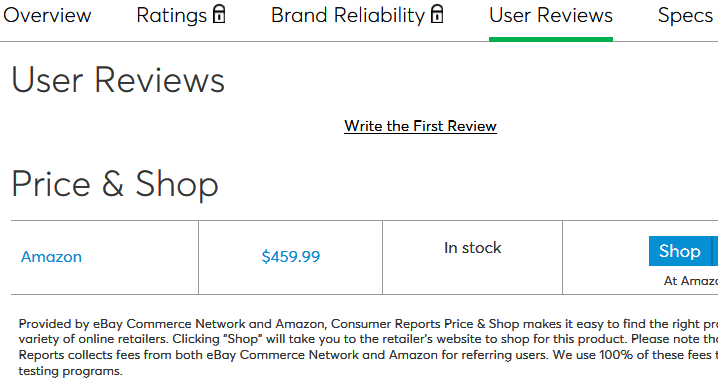 Overview Ratings Brand Reliability User Reviews Specs
User Reviews
Write the First Review
Price & Shop
Amazon $459.99 In stock Shop
At Amazo
Provided by eBay Commerce Network and Amazon, Consumer Reports Price & Shop makes it easy to find the right pro
variety of online retailers. Clicking "Shop" will take you to the retailer's website to shop for this product. Please note tha
Reports collects fees from both eBay Commerce Network and Amazon for referring users. We use 100% of these fees t
testing programs.